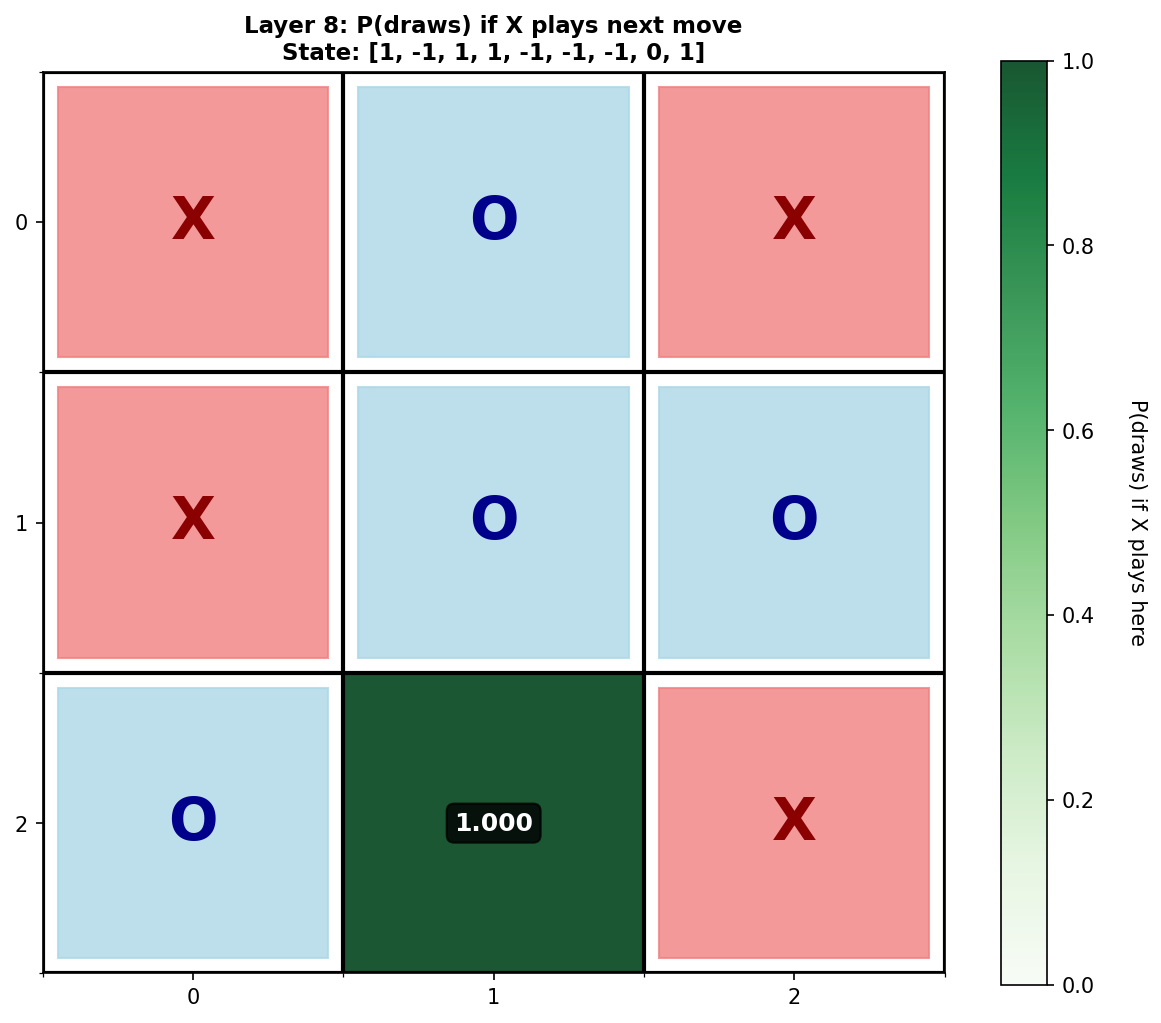 Layer 8: P(draws) if X plays next move
State: [1, -1, 1, 1, -1, -1, -1, 0, 1]
X O X
X O O
O 1.000 X
0
1
2
0 1 2
1.0
0.8
0.6
0.4
0.2
0.0
P(draws) if X plays here